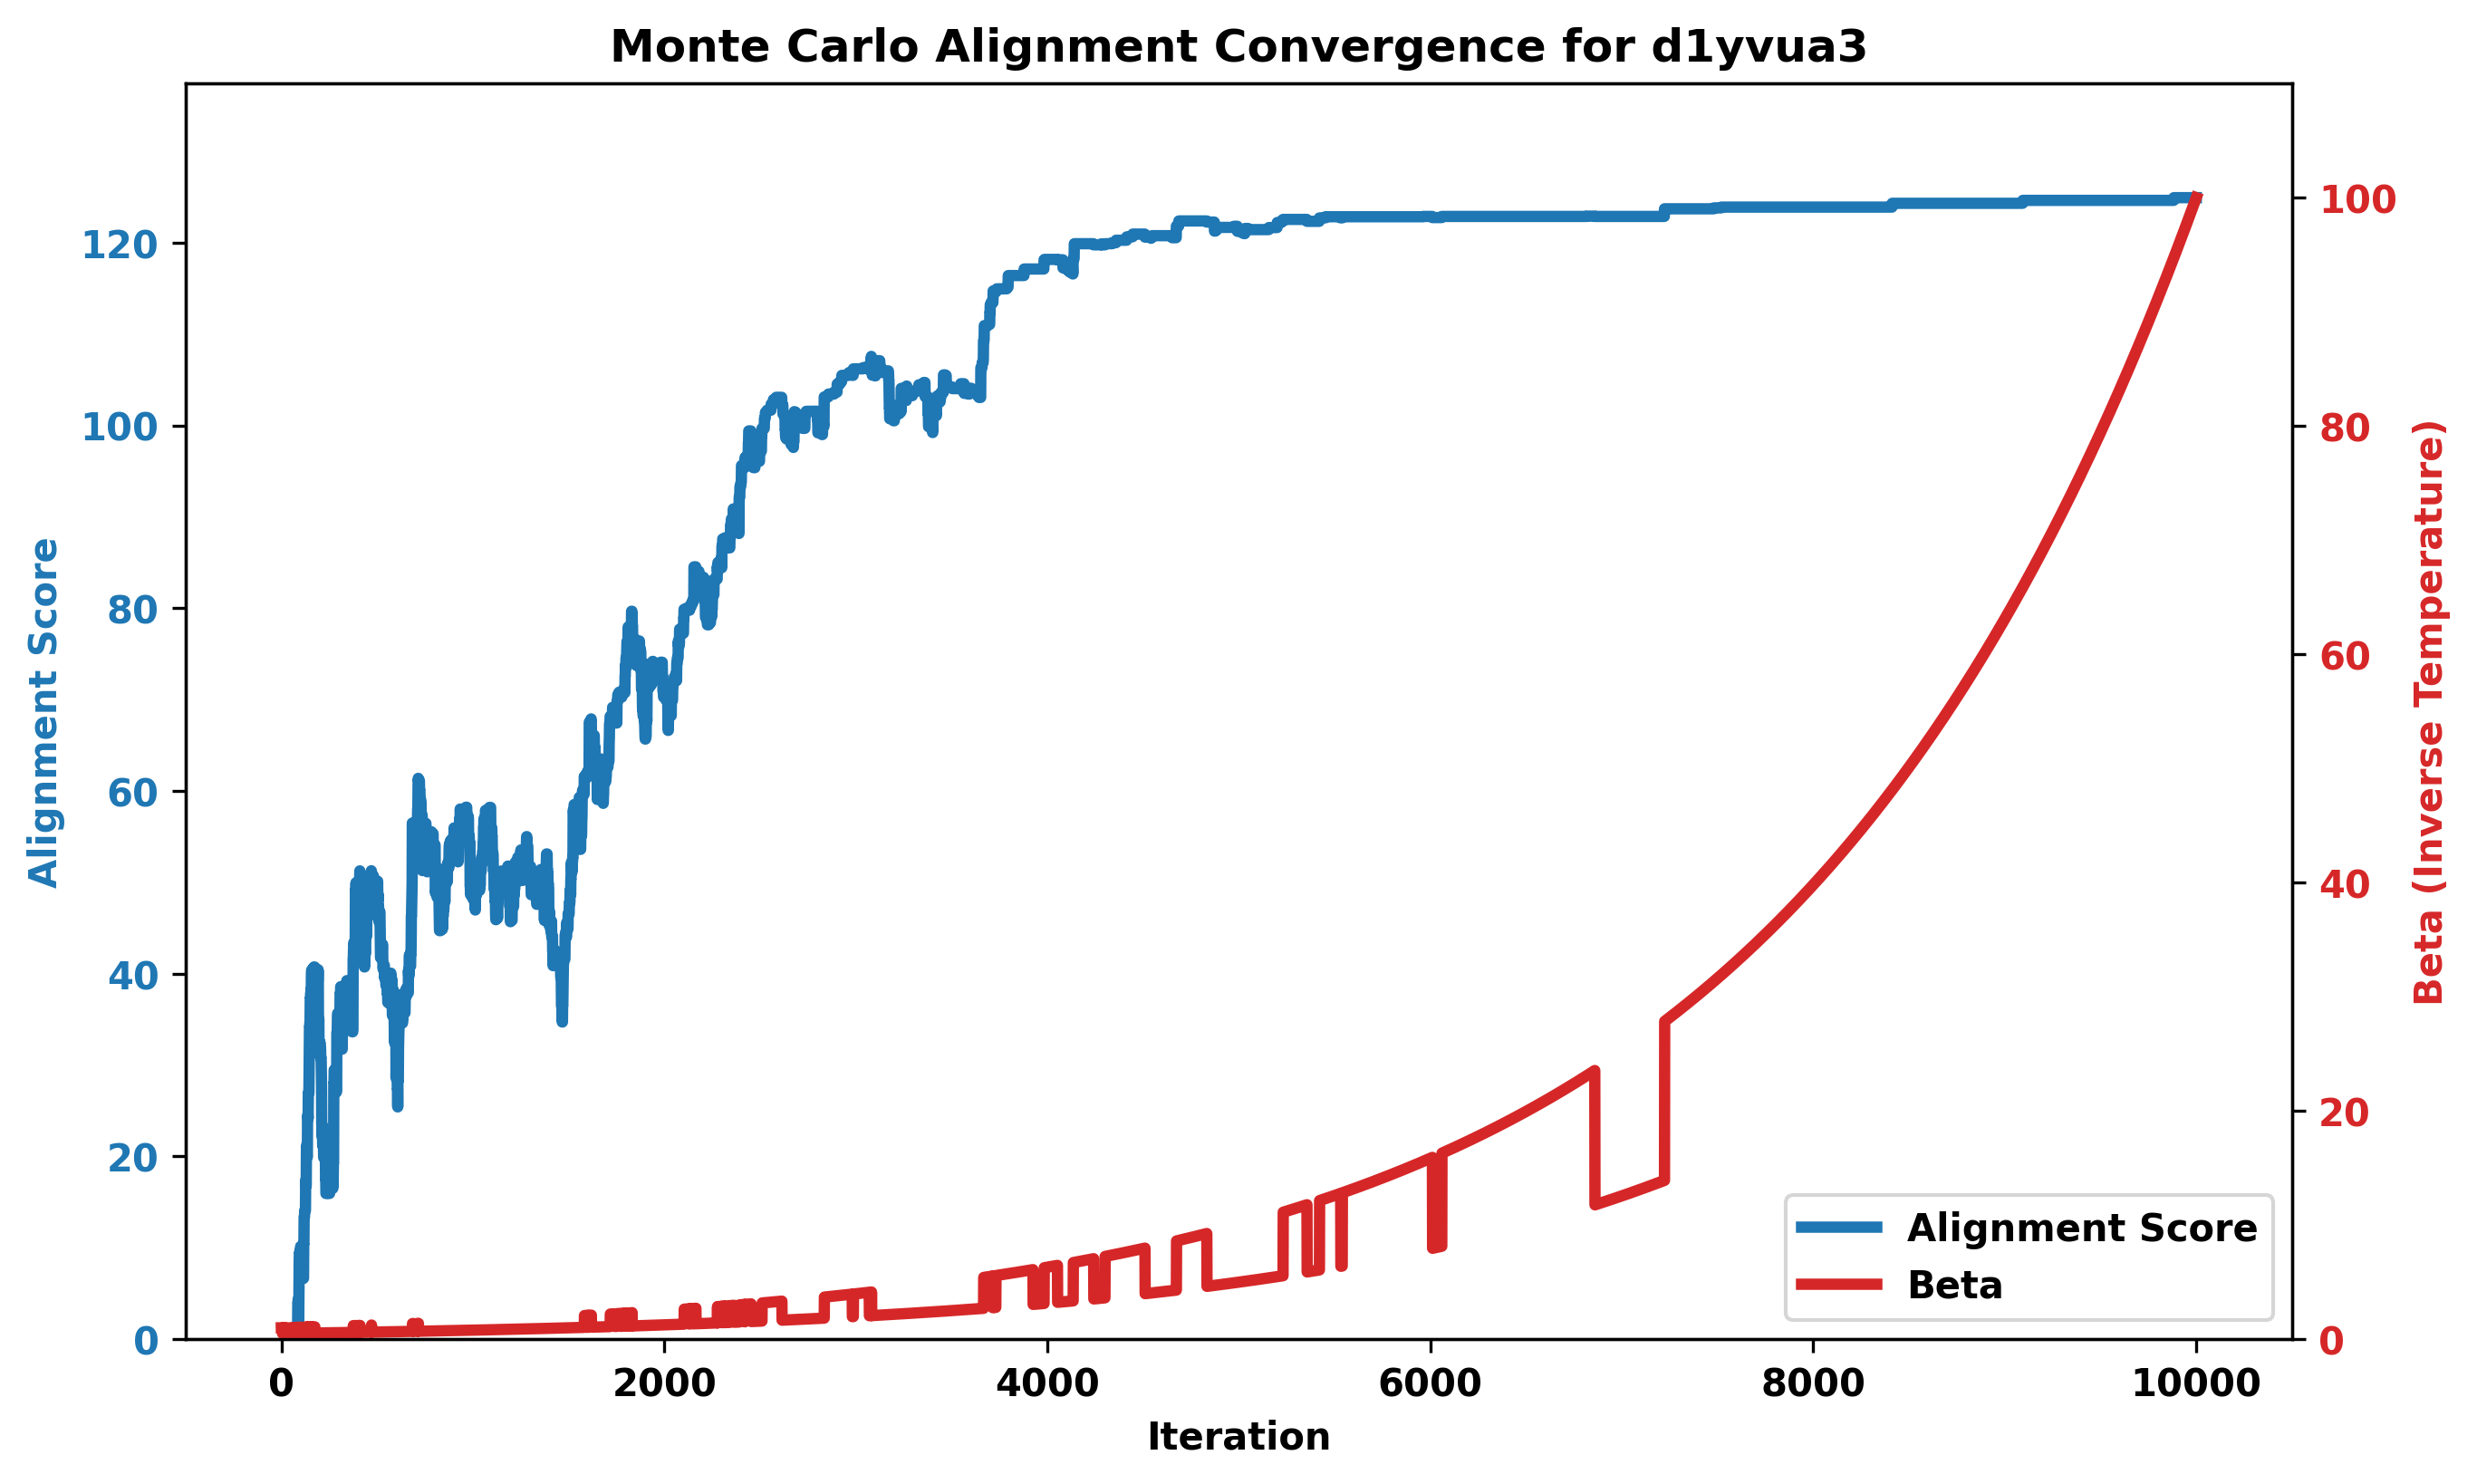 Monte Carlo Alignment Convergence for d1yvua3
Alignment Score
120
100
80
60
40
20
0
100
80
60
40
20
0
Beta (Inverse Temperature)
Alignment Score
Beta
0 2000 4000 6000 8000 10000
Iteration